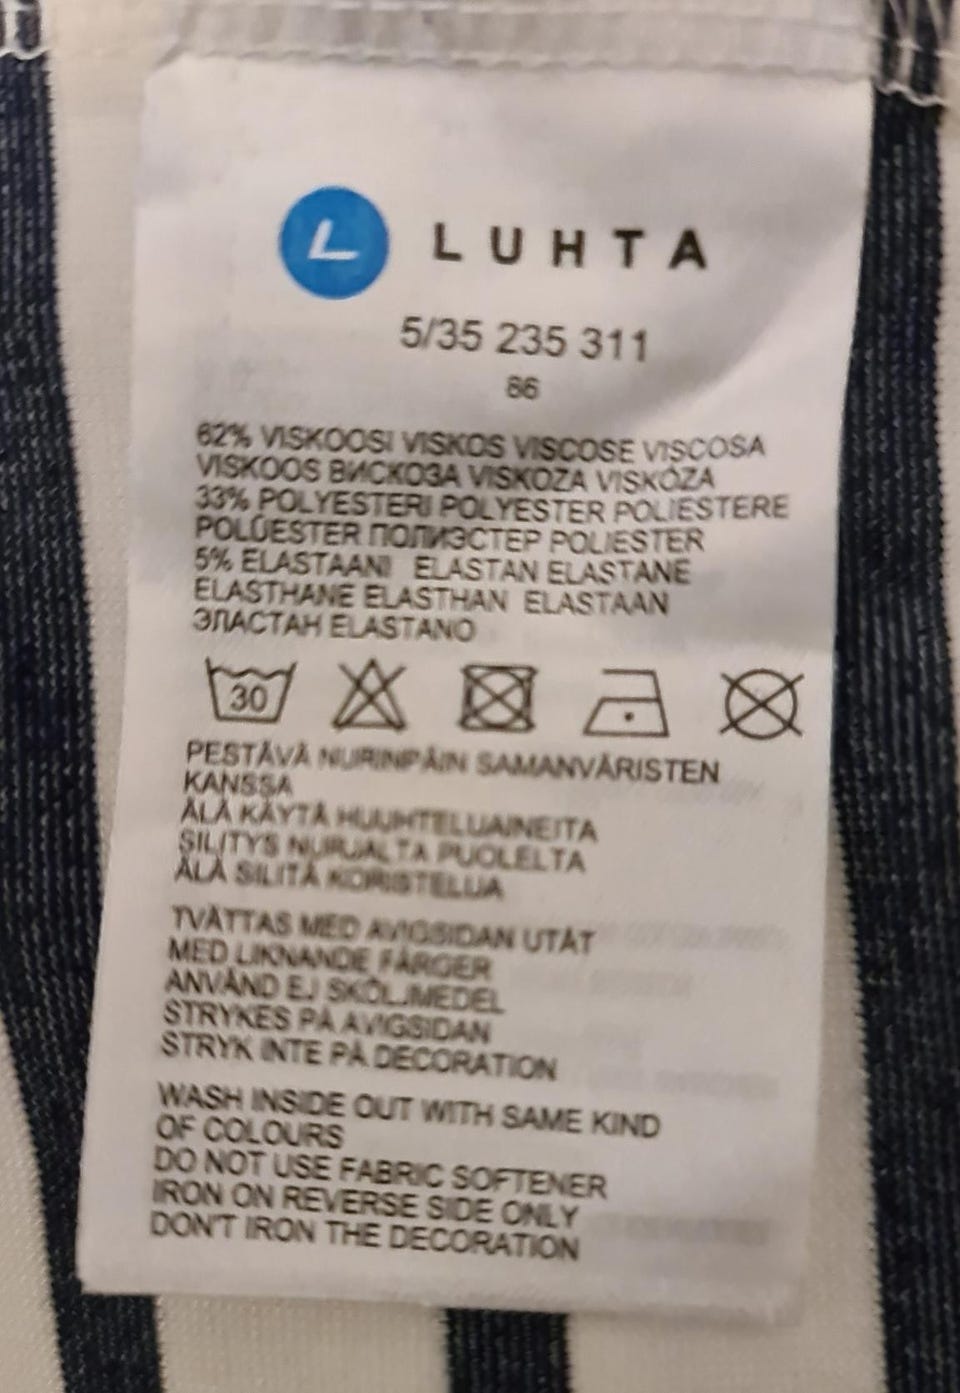 L LUHTA
5/35 235 311
86
62% VISKOOSI VISKOS VISCOSE VISCOSA
VISKOOS ВИСКОЗА VISKOZA VISKÓZA
33% POLYESTERI POLYESTER POLIESTERE
POLÜESTER ПОЛИЭСТЕР POLIESTER
5% ELASTAANI ELASTAN ELASTANE
ELASTHANE ELASTHAN ELASTAAN
ЭЛАСТАН ELASTANO
30
PESTÄVÄ NURINPÄIN SAMANVÄRISTEN
KANSSA
ÄLÄ KÄYTÄ HUUHTELUAINEITA
SILITYS NURJALTA PUOLELTA
ÄLÄ SILITÄ KORISTELUA
TVÄTTAS MED AVIGSIDAN UTÅT
MED LIKNANDE FÄRGER
ANVÄND EJ SKÖLJMEDEL
STRYKES PÅ AVIGSIDAN
STRYK INTE PÅ DECORATION
WASH INSIDE OUT WITH SAME KIND
OF COLOURS
DO NOT USE FABRIC SOFTENER
IRON ON REVERSE SIDE ONLY
DON'T IRON THE DECORATION